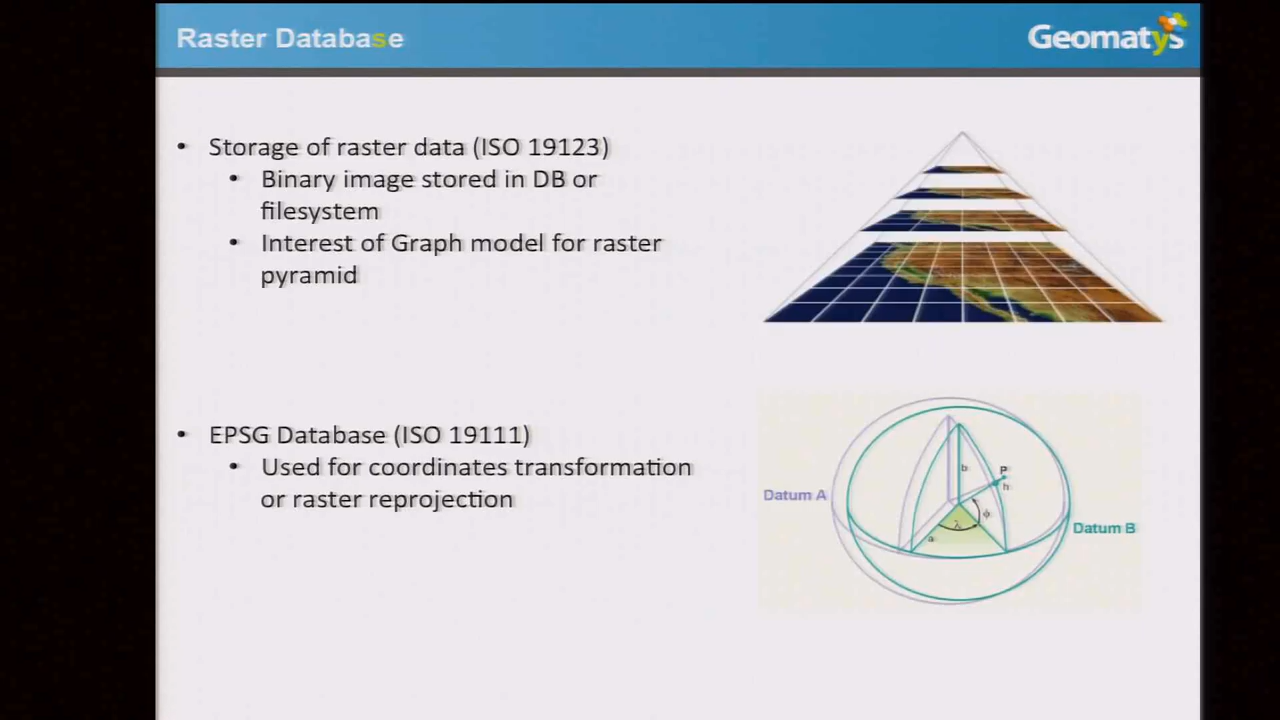 Raster Database
Geomatys
• Storage of raster data (ISO 19123)
• Binary image stored in DB or
filesystem
• Interest of Graph model for raster
pyramid
• EPSG Database (ISO 19111)
• Used for coordinates transformation
or raster reprojection
Datum A
b
P
h
ϕ
λ
a
Datum B